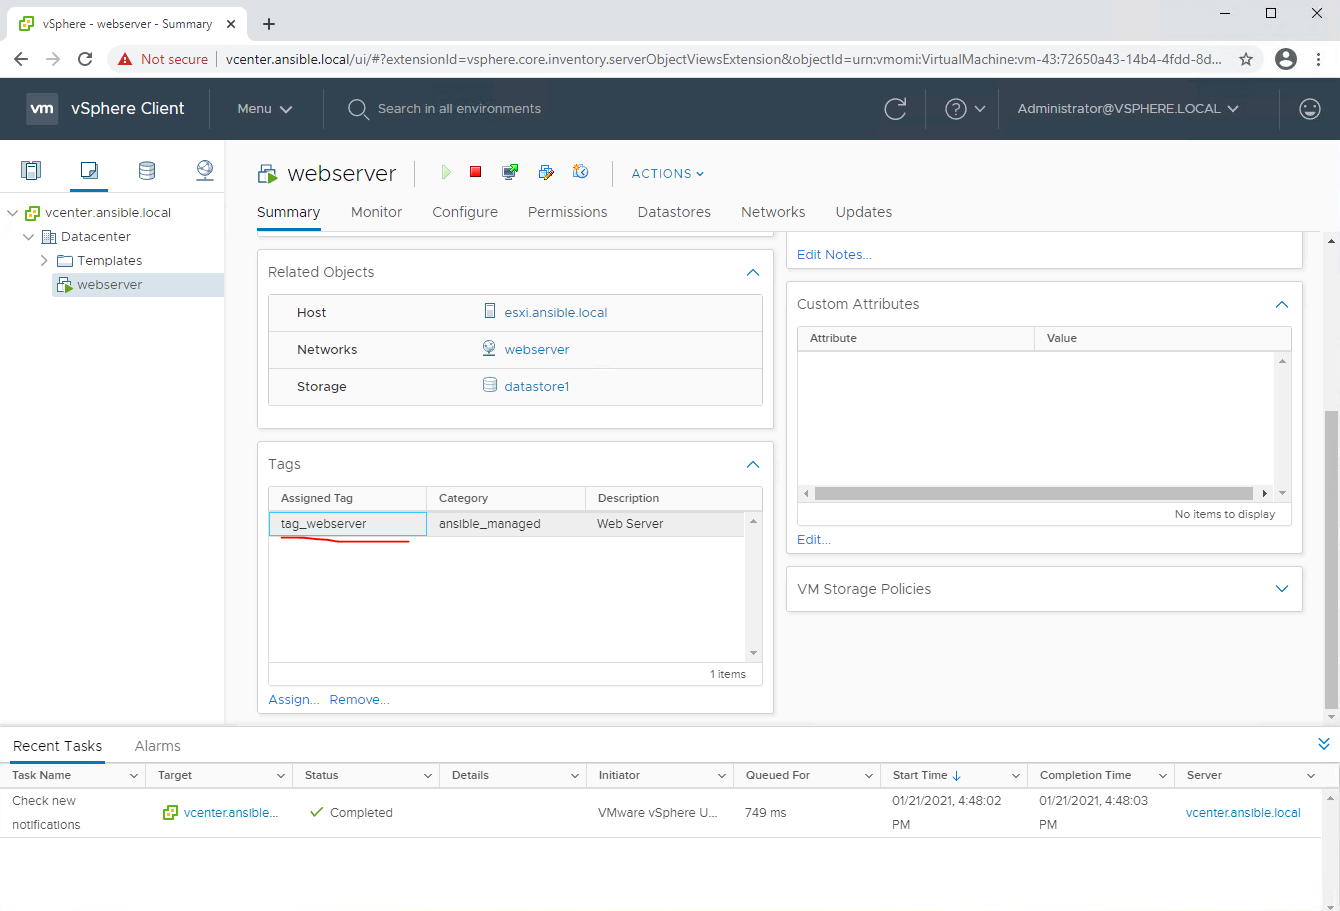 vSphere - webserver - Summary
Not secure
vcenter.ansible.local/ui/#?extensionId=vsphere.core.inventory.serverObjectViewsExtension&objectId=urn:vmomi:VirtualMachine:vm-43:72650a43-14b4-4fdd-8d...
vm vSphere Client
Menu
Search in all environments
Administrator@VSPHERE.LOCAL
vcenter.ansible.local
Datacenter
Templates
webserver
webserver
ACTIONS
Summary Monitor Configure Permissions Datastores Networks Updates
Related Objects
Host esxi.ansible.local
Networks webserver
Storage datastore1
Tags
Assigned Tag Category Description
tag_webserver ansible_managed Web Server
1 items
Assign... Remove...
Edit Notes...
Custom Attributes
Attribute Value
No items to display
Edit...
VM Storage Policies
Recent Tasks Alarms
Task Name Target Status Details Initiator Queued For Start Time Completion Time Server
Check new notifications vcenter.ansible... Completed VMware vSphere U... 749 ms 01/21/2021, 4:48:02 PM 01/21/2021, 4:48:03 PM vcenter.ansible.local